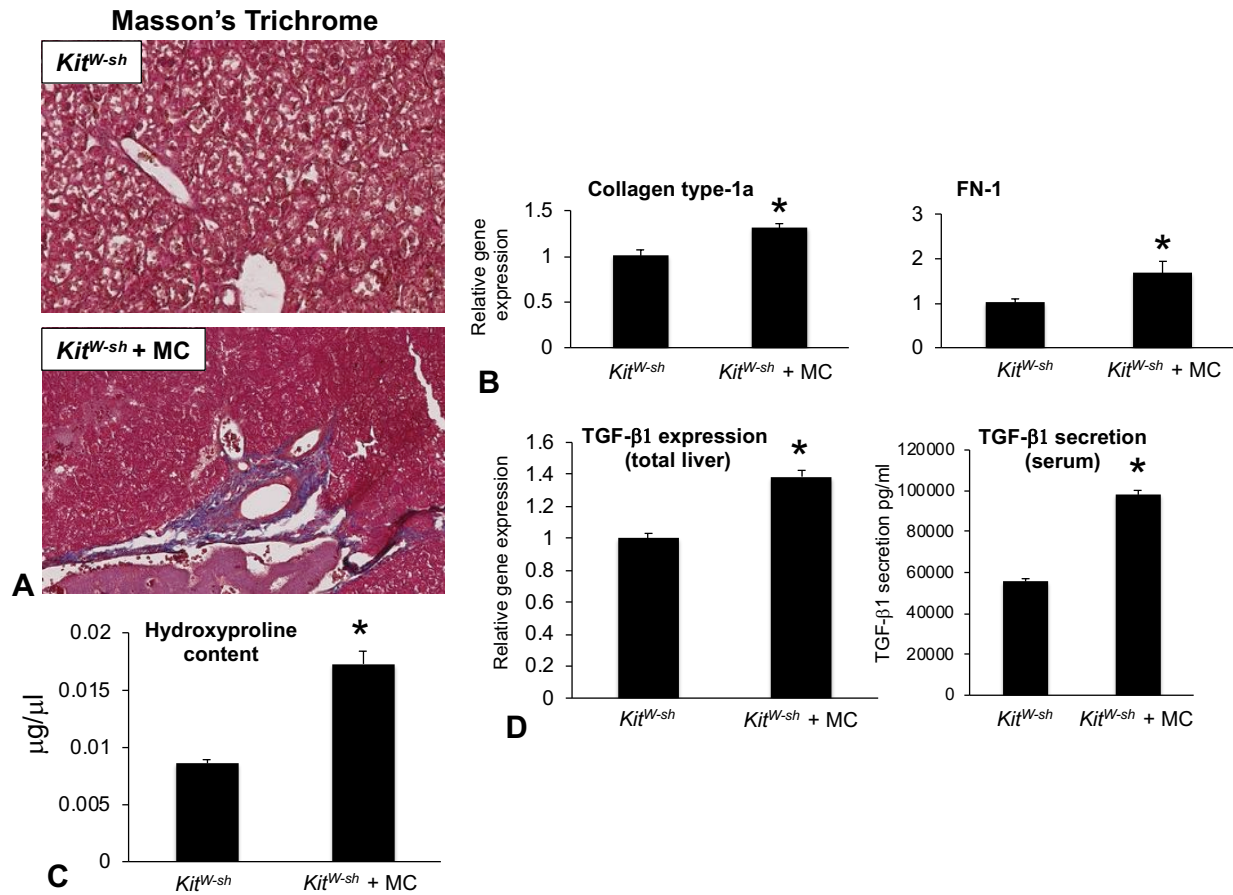 Masson's Trichrome
Kit^W-sh
Kit^W-sh + MC
A
Collagen type-1a
Relative gene
expression
1.5
1
0.5
0
*
Kit^W-sh
Kit^W-sh + MC
B
FN-1
3
2
1
0
*
Kit^W-sh
Kit^W-sh + MC
Hydroxyproline
content
μg/μl
0.02
0.015
0.01
0.005
0
*
Kit^W-sh
Kit^W-sh + MC
C
TGF-β1 expression
(total liver)
Relative gene expression
1.6
1.4
1.2
1
0.8
0.6
0.4
0.2
0
*
Kit^W-sh
Kit^W-sh + MC
D
TGF-β1 secretion
(serum)
TGF-β1 secretion pg/ml
120000
100000
80000
60000
40000
20000
0
*
Kit^W-sh
Kit^W-sh + MC